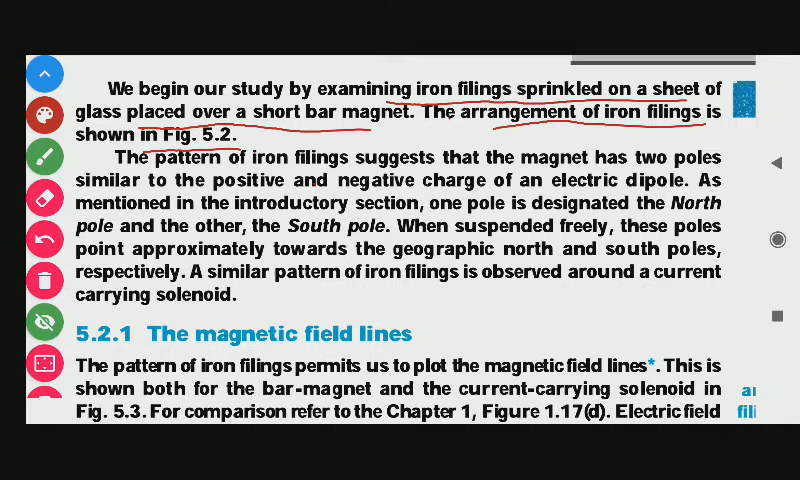 We begin our study by examining iron filings sprinkled on a sheet of
glass placed over a short bar magnet. The arrangement of iron filings is
shown in Fig. 5.2.
The pattern of iron filings suggests that the magnet has two poles
similar to the positive and negative charge of an electric dipole. As
mentioned in the introductory section, one pole is designated the North
pole and the other, the South pole. When suspended freely, these poles
point approximately towards the geographic north and south poles,
respectively. A similar pattern of iron filings is observed around a current
carrying solenoid.
5.2.1 The magnetic field lines
The pattern of iron filings permits us to plot the magnetic field lines*. This is
shown both for the bar-magnet and the current-carrying solenoid in
Fig. 5.3. For comparison refer to the Chapter 1, Figure 1.17(d). Electric field